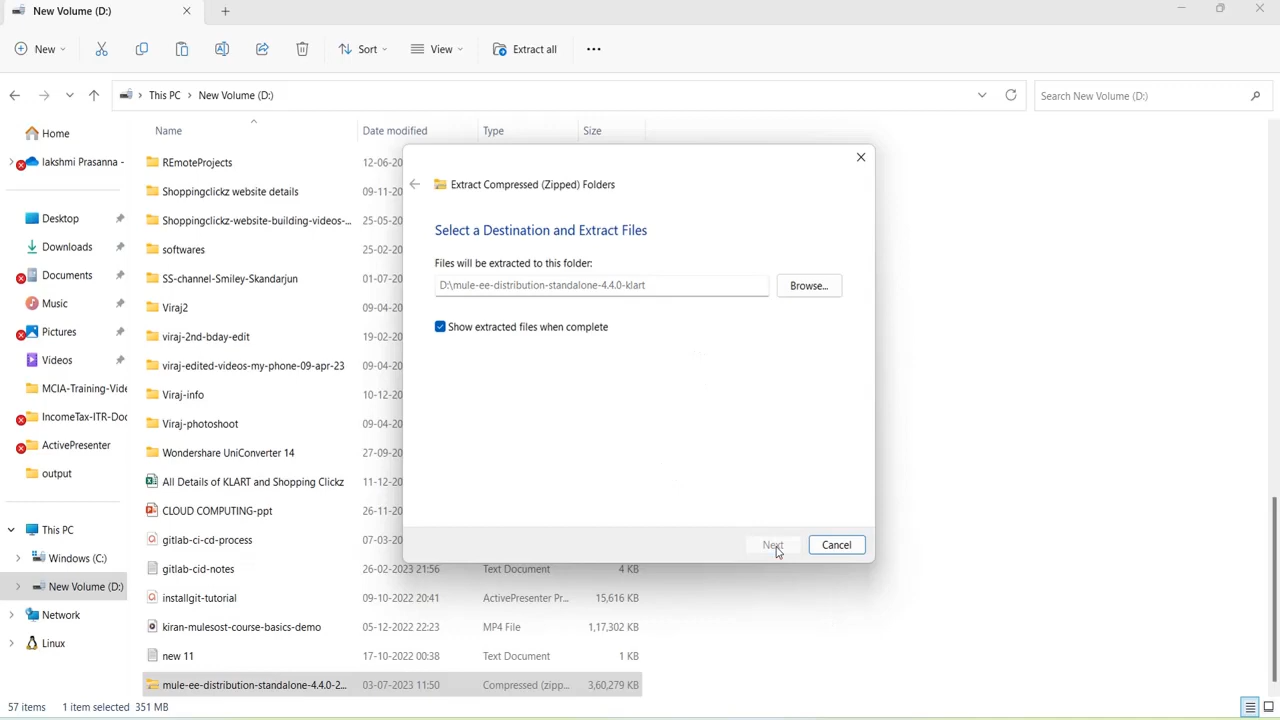 New Volume (D:)
New
Sort
View
Extract all
This PC > New Volume (D:)
Search New Volume (D:)
Name
Date modified
Type
Size
Home
lakshmi Prasanna -
Desktop
Downloads
Documents
Music
Pictures
Videos
MCIA-Training-Vide
IncomeTax-ITR-Doc
ActivePresenter
output
This PC
Windows (C:)
New Volume (D:)
Network
Linux
REmoteProjects 12-06-20
Shoppingclickz website details 09-11-20
Shoppingclickz-website-building-videos-... 25-05-20
softwares 25-02-20
SS-channel-Smiley-Skandarjun 01-07-20
Viraj2 09-04-20
viraj-2nd-bday-edit 19-02-20
viraj-edited-videos-my-phone-09-apr-23 09-04-20
Viraj-info 10-12-20
Viraj-photoshoot 09-04-20
Wondershare UniConverter 14 27-09-20
All Details of KLART and Shopping Clickz 11-12-20
CLOUD COMPUTING-ppt 26-11-20
gitlab-ci-cd-process 07-03-20
gitlab-cid-notes 26-02-2023 21:56 Text Document 4 KB
installgit-tutorial 09-10-2022 20:41 ActivePresenter Pr... 15,616 KB
kiran-mulesost-course-basics-demo 05-12-2022 22:23 MP4 File 1,17,302 KB
new 11 17-10-2022 00:38 Text Document 1 KB
mule-ee-distribution-standalone-4.4.0-2... 03-07-2023 11:50 Compressed (zipp... 3,60,279 KB
Extract Compressed (Zipped) Folders
Select a Destination and Extract Files
Files will be extracted to this folder:
D:\mule-ee-distribution-standalone-4.4.0-klart
Browse...
Show extracted files when complete
Next
Cancel
57 items 1 item selected 351 MB